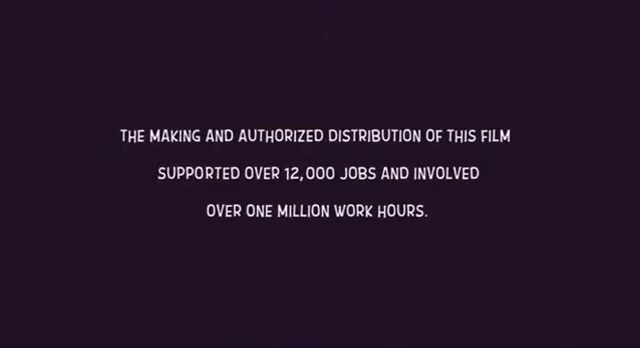 THE MAKING AND AUTHORIZED DISTRIBUTION OF THIS FILM
SUPPORTED OVER 12,000 JOBS AND INVOLVED
OVER ONE MILLION WORK HOURS.